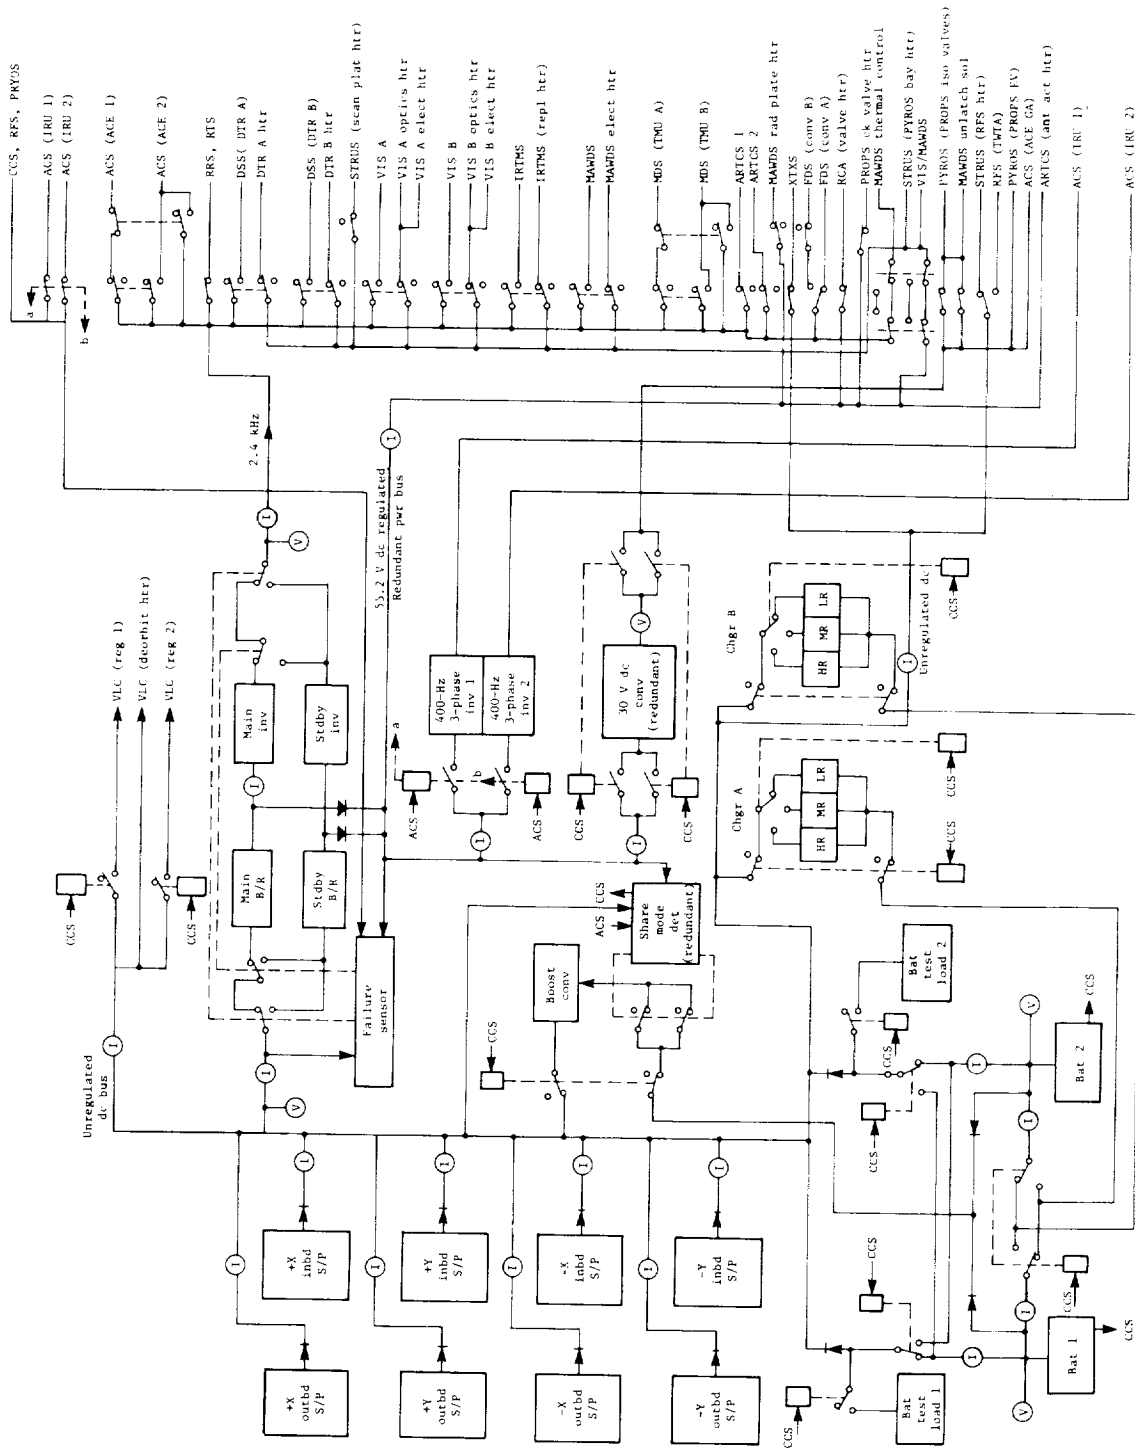 CCS, RFS, PRYOS
ACS (IRU 1)
ACS (IRU 2)
ACS (ACE 1)
ACS (ACE 2)
RRS, RTS
DSS( DTR A)
DTR A htr
DSS (DTR B)
DTR B htr
STRUS (scan plat htr)
VIS A
VIS A optics htr
VIS A elect htr
VIS B
VIS B optics htr
VIS B elect htr
IRTMS
IRTMS (repl htr)
MAWDS
MAWDS elect htr
MDS (TMU A)
MDS (TMU B)
ARTCS 1
ARTCS 2
MAWDS rad plate htr
XTXS
FDS (conv B)
FDS (conv A)
RCA (valve htr)
PROPS ck valve htr
MAWDS thermal control
STRUS (PYROS bay htr)
VIS/MAWDS
PYROS (PROPS iso valves)
MAWDS unlatch sol
STRUS (RFS htr)
RFS (TWTA)
PYROS (PROPS EV)
ACS (ACE GA)
ARTCS (ant act htr)
ACS (IRU 1)
ACS (IRU 2)
a
b
2.4 kHz
I
I
V
55.2 V dc regulated
Redundant pwr bus
VLC (reg 1)
VLC (deorbit htr)
VLC (reg 2)
CCS
CCS
Main
inv
Stdby
inv
I
Main
B/R
Stdby
B/R
Failure
sensor
I
I
V
Unregulated
dc bus
400-Hz
3-phase
inv 1
400-Hz
3-phase
inv 2
a
b
ACS
ACS
I
V
30 V dc
conv
(redundant)
CCS
CCS
I
ACS
CCS
Share
mode
det
(redundant)
Boost
conv
CCS
Chgr B
HR
MR
LR
CCS
I
Unregulated dc
Chgr A
HR
MR
LR
CCS
CCS
+X
inbd
S/P
I
+Y
inbd
S/P
I
-X
inbd
S/P
I
-Y
inbd
S/P
I
+X
outbd
S/P
I
+Y
outbd
S/P
I
-X
outbd
S/P
I
-Y
outbd
S/P
I
Bat
test
load 2
CCS
CCS
I
V
Bat 2
CCS
I
CCS
CCS
Bat
test
load 1
I
V
Bat 1
CCS
CCS
I